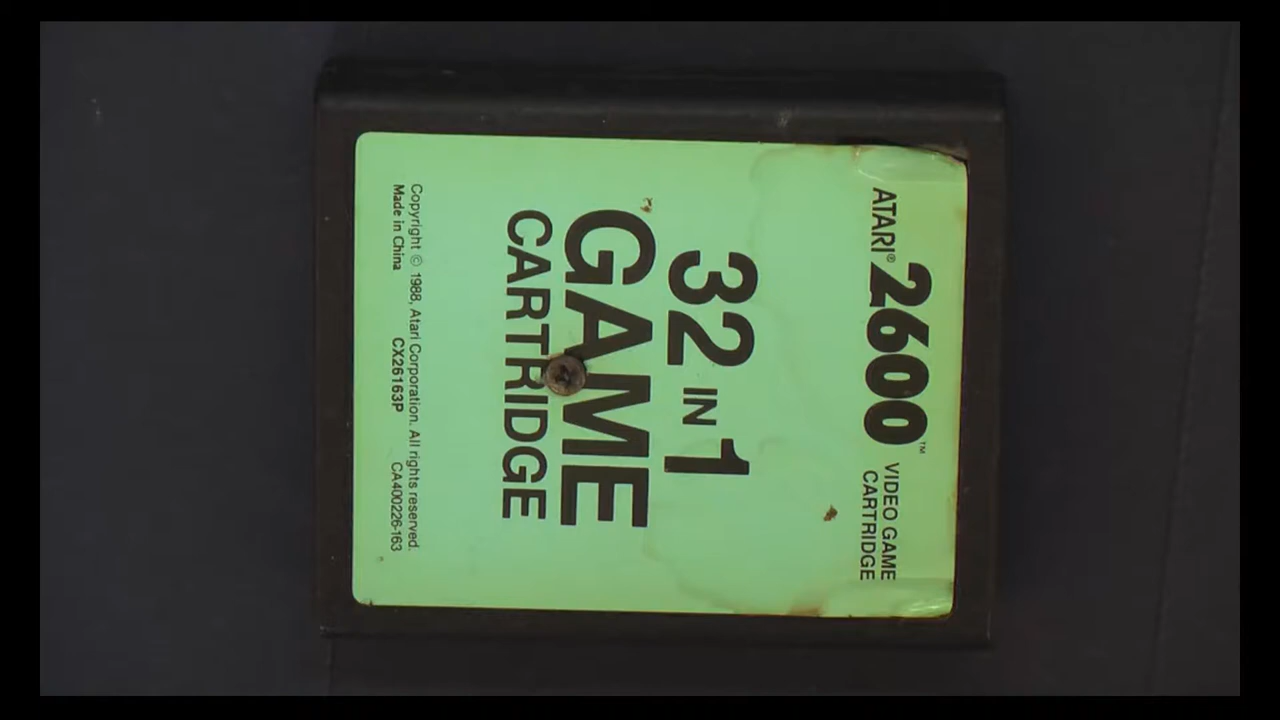 ATARI® 2600™ VIDEO GAME
CARTRIDGE
32 IN 1
GAME
CARTRIDGE
Copyright © 1988, Atari Corporation. All rights reserved.
Made in China CX26163P CA400226-163